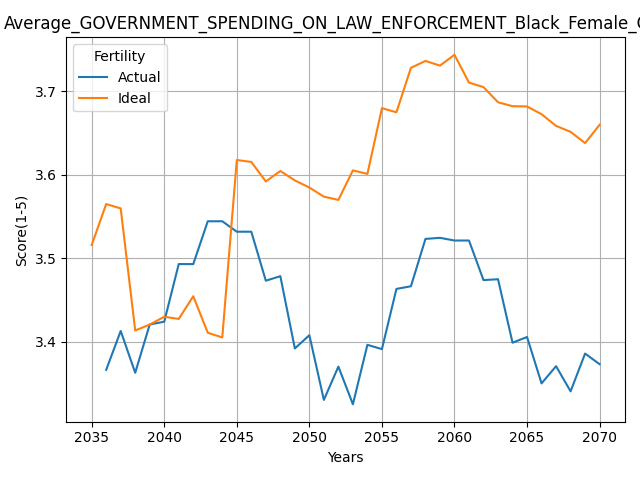 Average_GOVERNMENT_SPENDING_ON_LAW_ENFORCEMENT_Black_Female_
Fertility
Actual
Ideal
Score(1-5)
3.7
3.6
3.5
3.4
2035 2040 2045 2050 2055 2060 2065 2070
Years